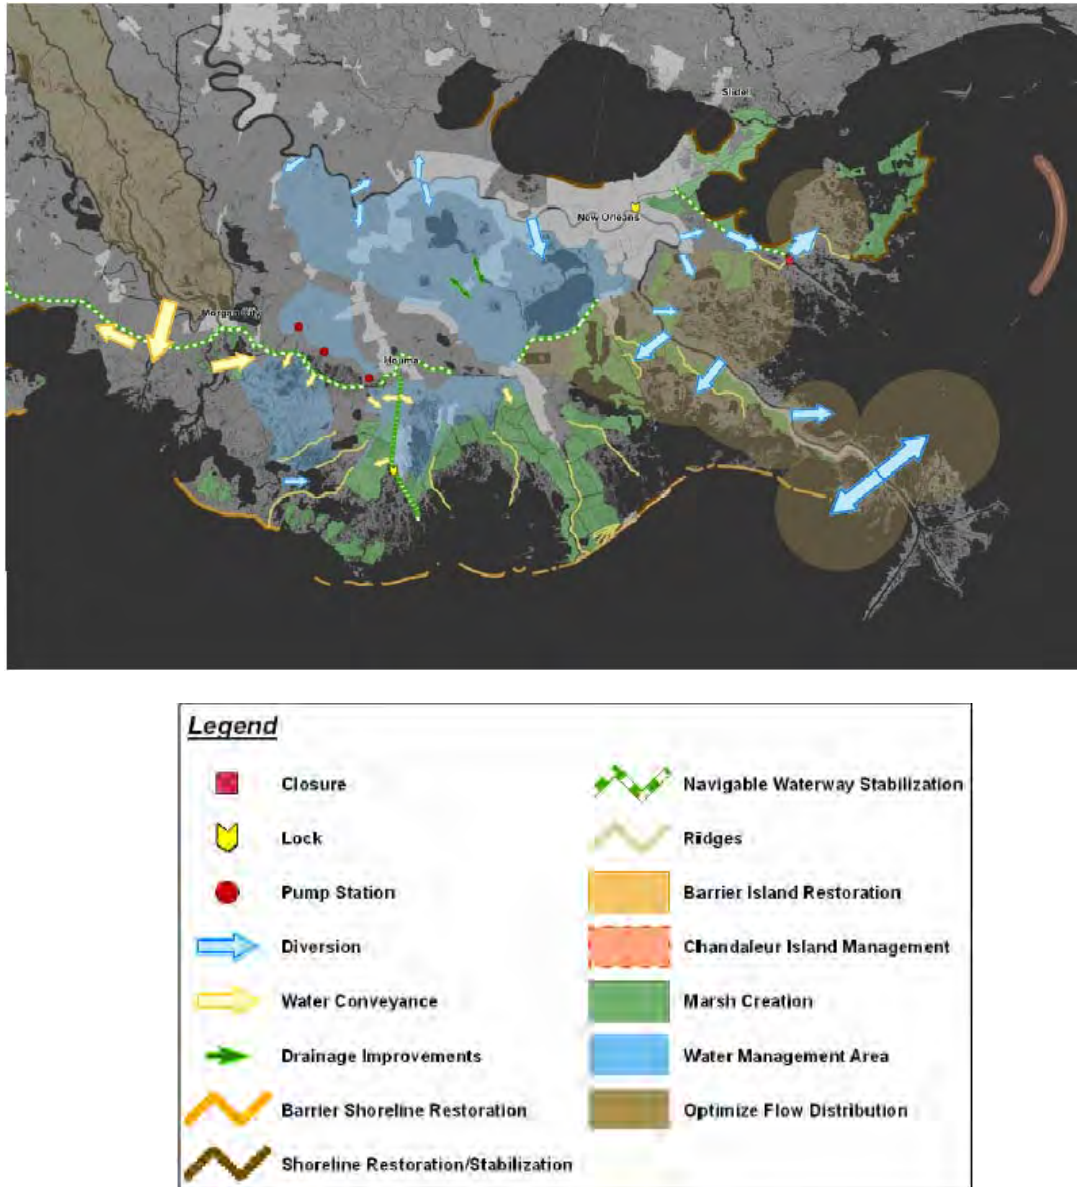 Slidell
New Orleans
Morgan City
Houma
Legend
Closure
Navigable Waterway Stabilization
Lock
Ridges
Pump Station
Barrier Island Restoration
Diversion
Chandaleur Island Management
Water Conveyance
Marsh Creation
Drainage Improvements
Water Management Area
Barrier Shoreline Restoration
Optimize Flow Distribution
Shoreline Restoration/Stabilization